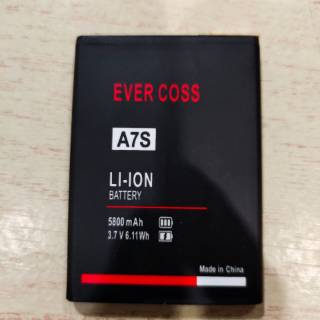 EVER COSS
A7S
LI-ION
BATTERY
5800 mAh
3.7 V 6.11Wh
Made in China